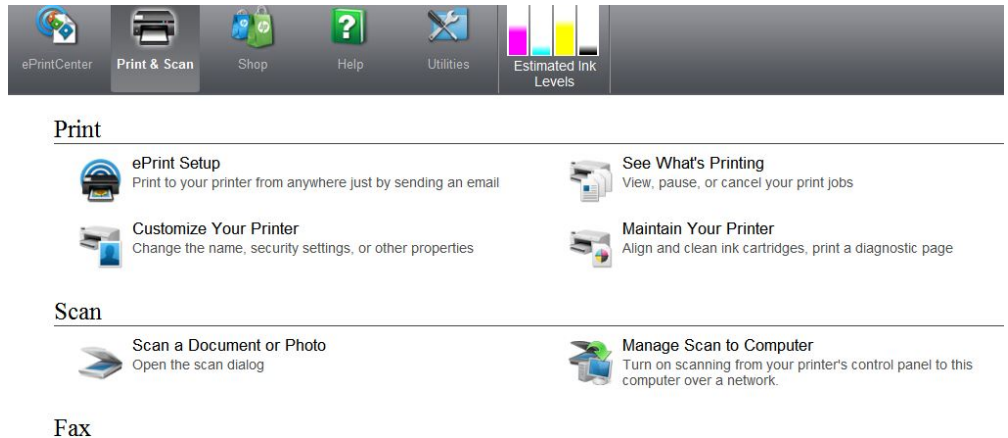 ePrintCenter
Print & Scan
Shop
Help
Utilities
Estimated Ink
Levels
Print
ePrint Setup
Print to your printer from anywhere just by sending an email
See What's Printing
View, pause, or cancel your print jobs
Customize Your Printer
Change the name, security settings, or other properties
Maintain Your Printer
Align and clean ink cartridges, print a diagnostic page
Scan
Scan a Document or Photo
Open the scan dialog
Manage Scan to Computer
Turn on scanning from your printer's control panel to this
computer over a network.
Fax